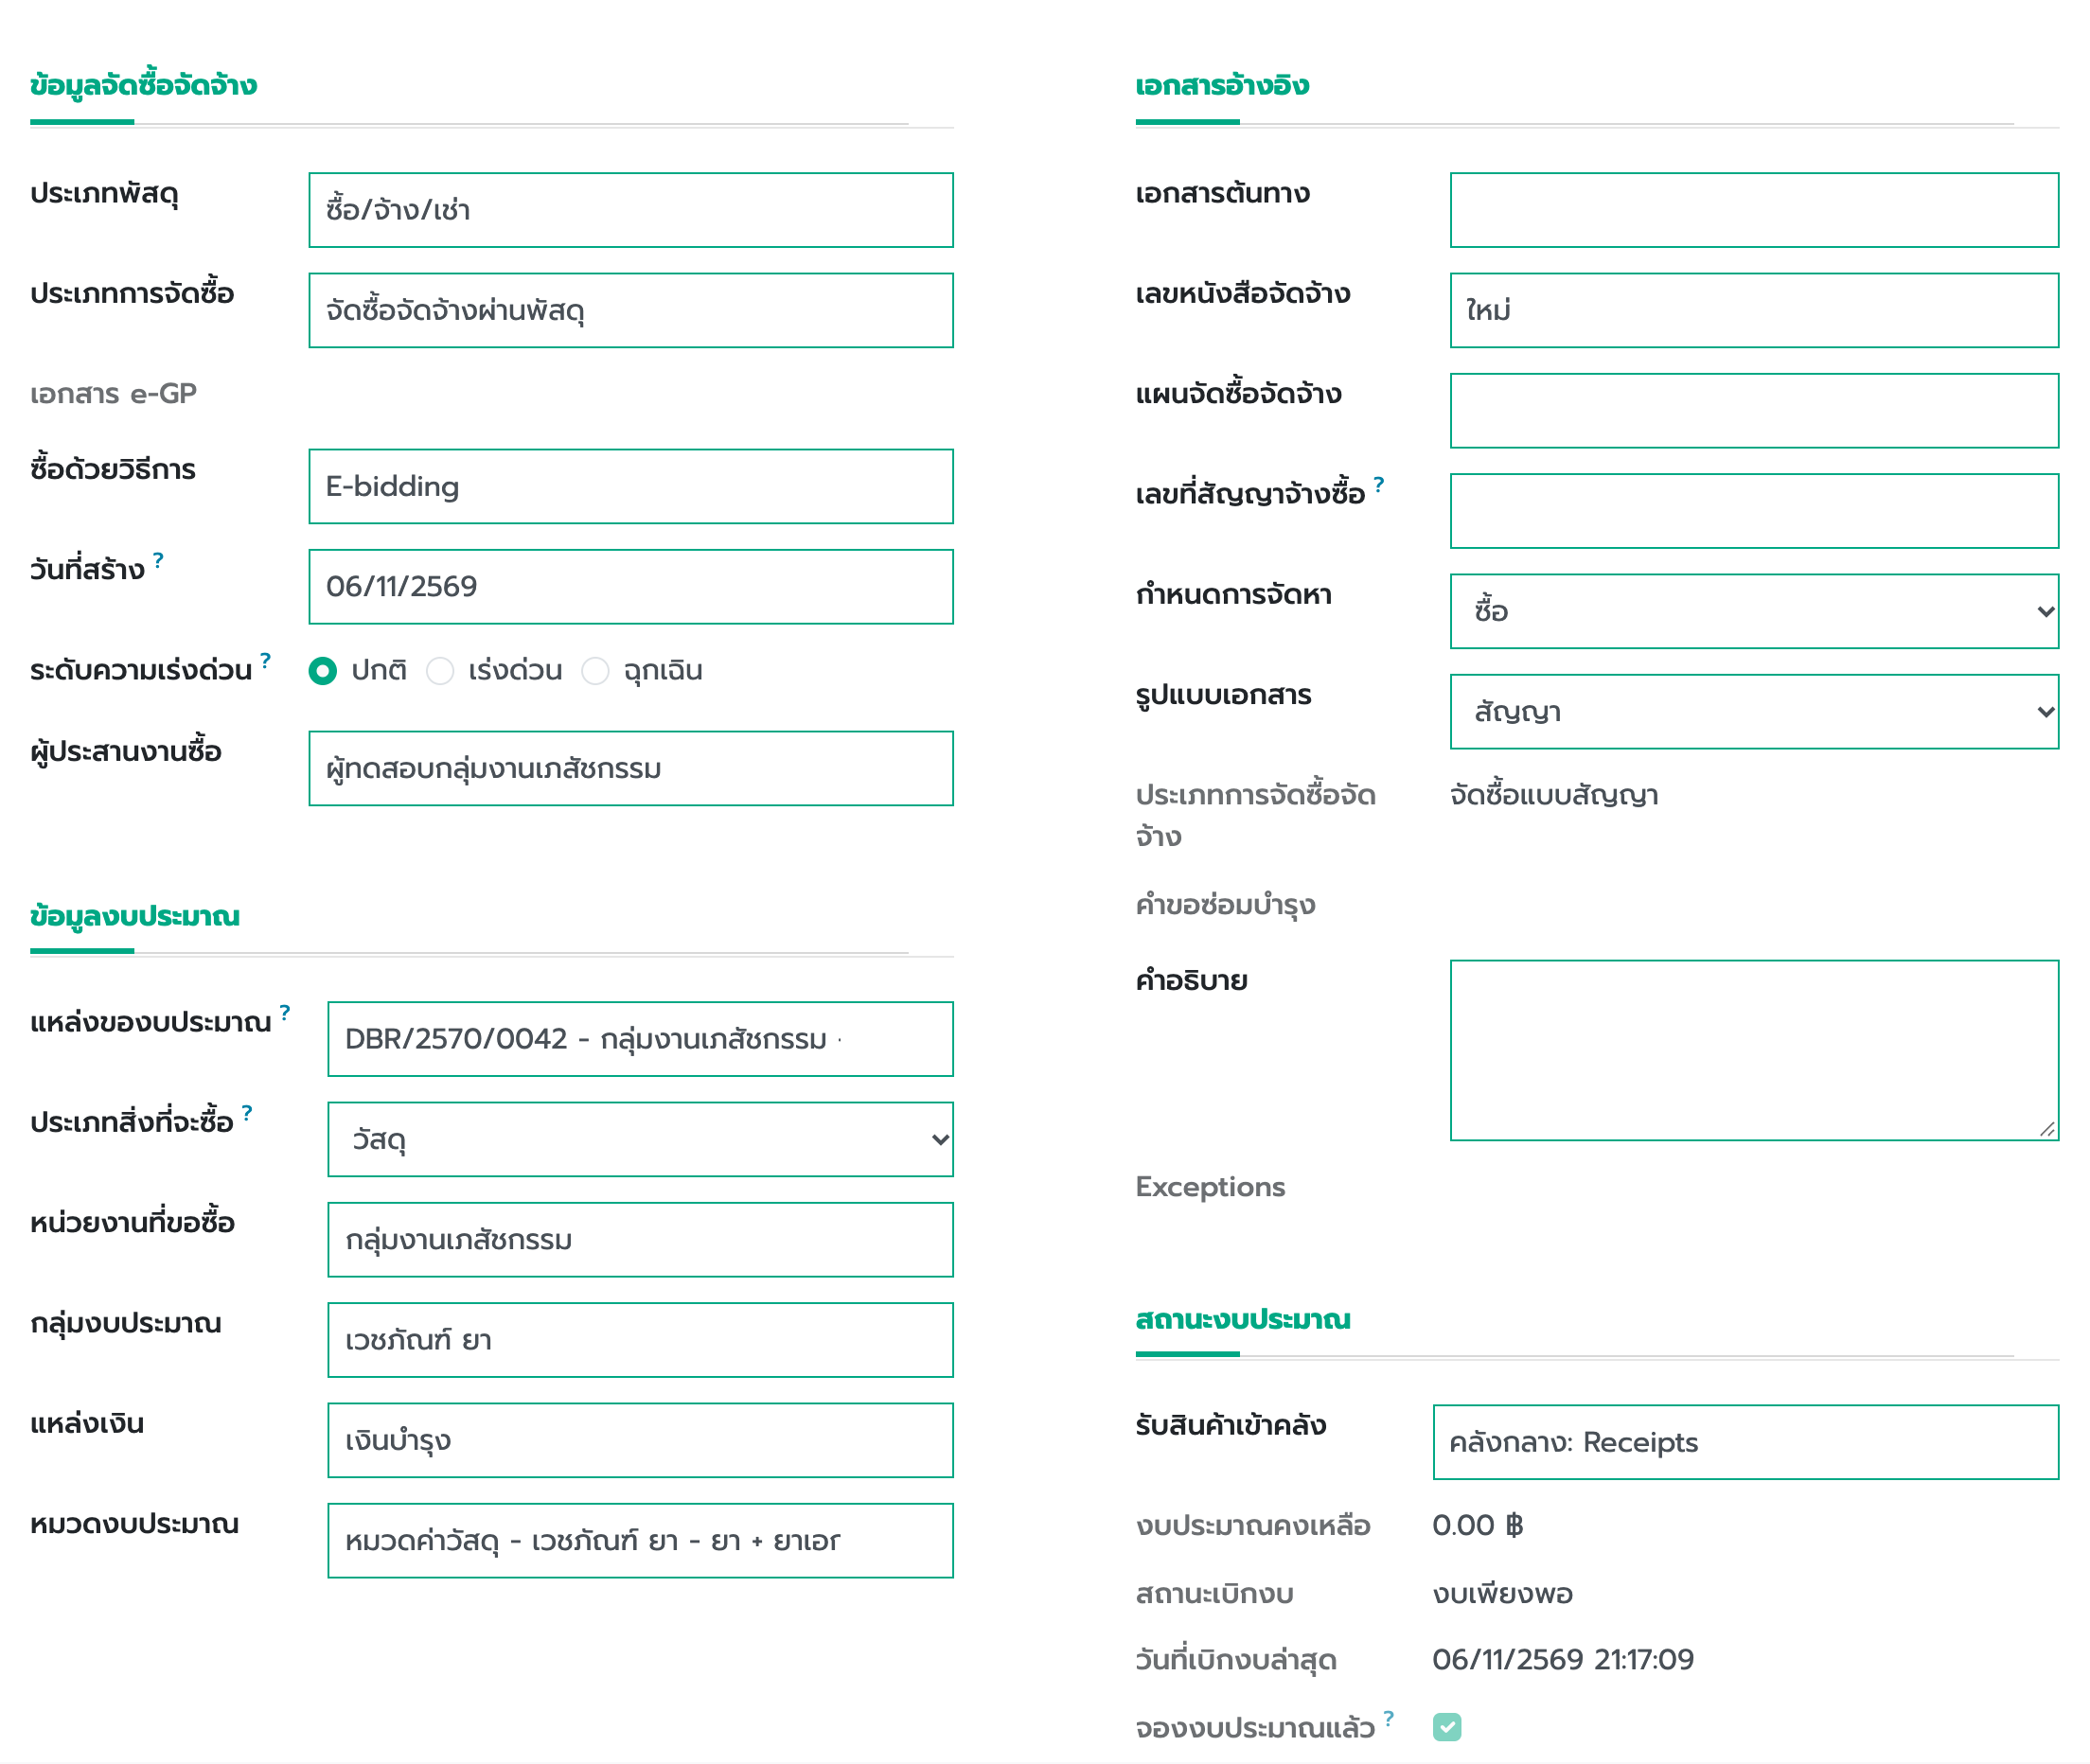 ข้อมูลจัดซื้อจัดจ้าง
ประเภทพัสดุ
ซื้อ/จ้าง/เช่า
ประเภทการจัดซื้อ
จัดซื้อจัดจ้างผ่านพัสดุ
เอกสาร e-GP
ซื้อด้วยวิธีการ
E-bidding
วันที่สร้าง ?
06/11/2569
ระดับความเร่งด่วน ?
ปกติ เร่งด่วน ฉุกเฉิน
ผู้ประสานงานซื้อ
ผู้ทดสอบกลุ่มงานเภสัชกรรม
ข้อมูลงบประมาณ
แหล่งของบประมาณ ?
DBR/2570/0042 - กลุ่มงานเภสัชกรรม -
ประเภทสิ่งที่จะซื้อ ?
วัสดุ
หน่วยงานที่ขอซื้อ
กลุ่มงานเภสัชกรรม
กลุ่มงบประมาณ
เวชภัณฑ์ ยา
แหล่งเงิน
เงินบำรุง
หมวดงบประมาณ
หมวดค่าวัสดุ - เวชภัณฑ์ ยา - ยา +
เอกสารอ้างอิง
เอกสารต้นทาง
เลขหนังสือจัดจ้าง
ใหม่
แผนจัดซื้อจัดจ้าง
เลขที่สัญญาจ้างซื้อ ?
กำหนดการจัดหา
ซื้อ
รูปแบบเอกสาร
สัญญา
ประเภทการจัดซื้อจัด
จ้าง
จัดซื้อแบบสัญญา
คำขอซ่อมบำรุง
คำอธิบาย
Exceptions
สถานะงบประมาณ
รับสินค้าเข้าคลัง
คลังกลาง: Receipts
งบประมาณคงเหลือ
0.00 ฿
สถานะเบิกงบ
งบเพียงพอ
วันที่เบิกงบล่าสุด
06/11/2569 21:17:09
จองงบประมาณแล้ว ?